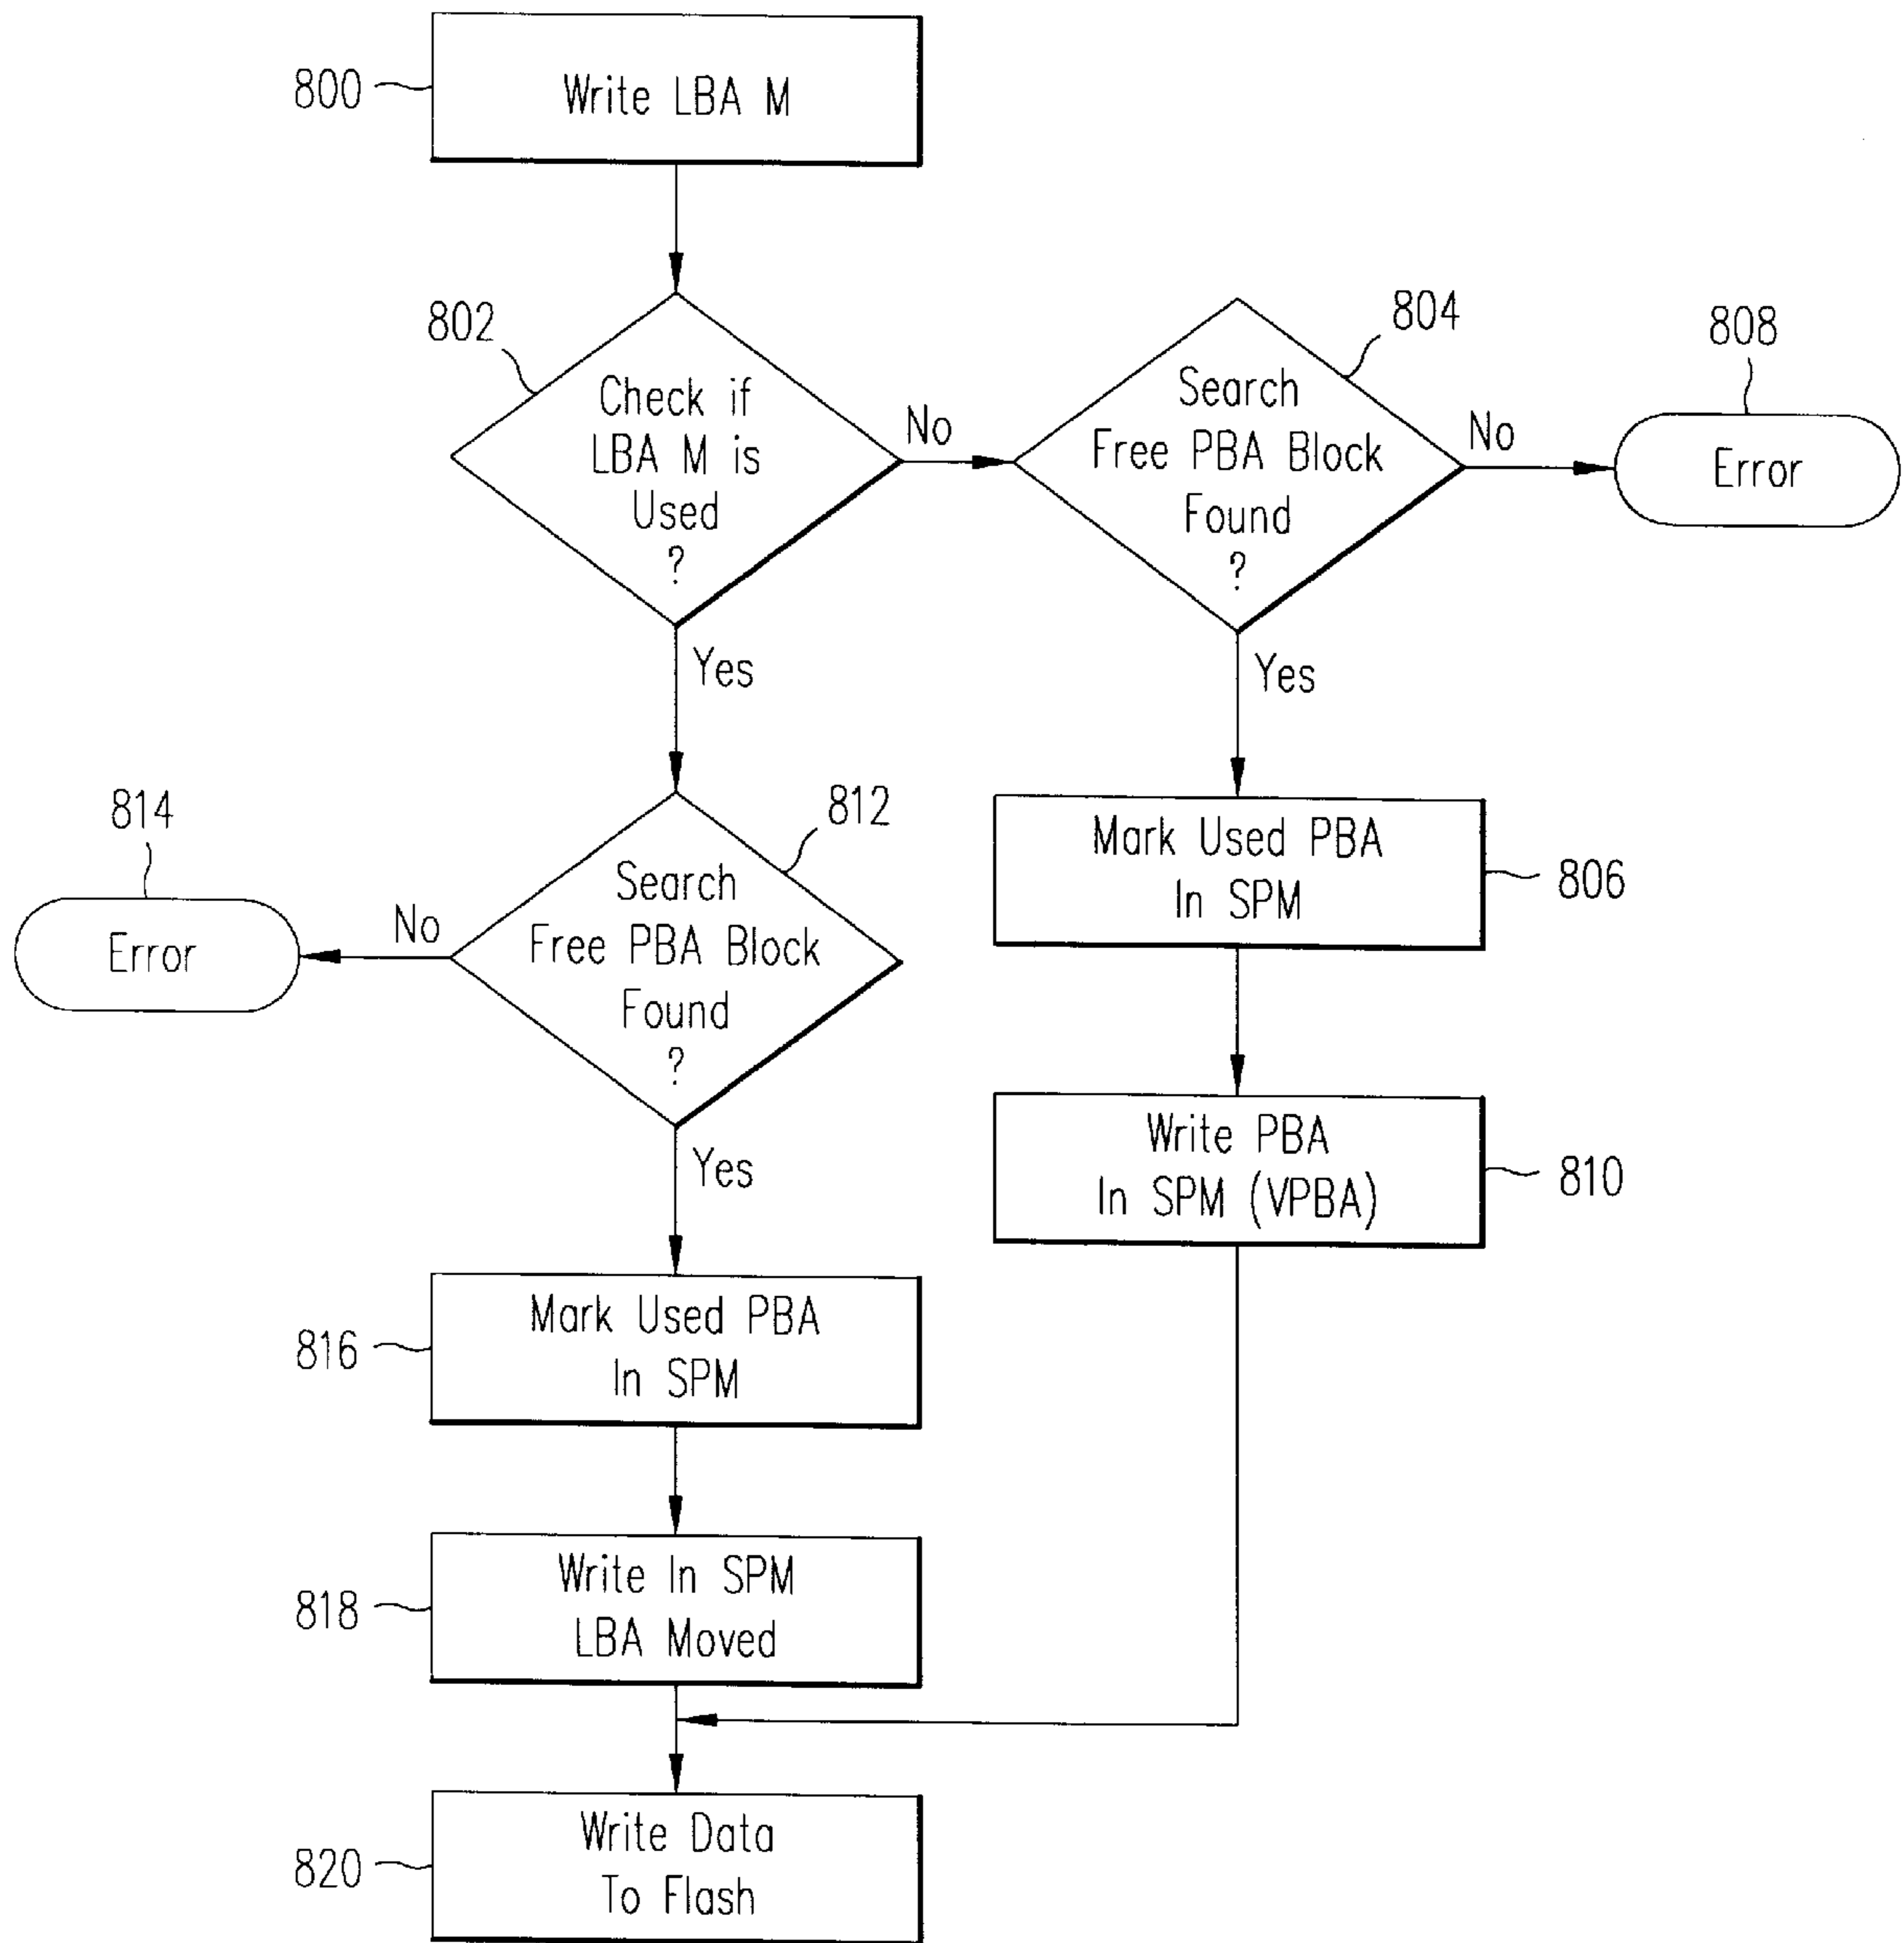 800
Write LBA M
802
Check if
LBA M is
Used
?
No
Yes
804
Search
Free PBA Block
Found
?
No
Yes
808
Error
Mark Used PBA
In SPM
806
Write PBA
In SPM (VPBA)
810
812
Search
Free PBA Block
Found
?
No
Yes
814
Error
816
Mark Used PBA
In SPM
818
Write In SPM
LBA Moved
820
Write Data
To Flash